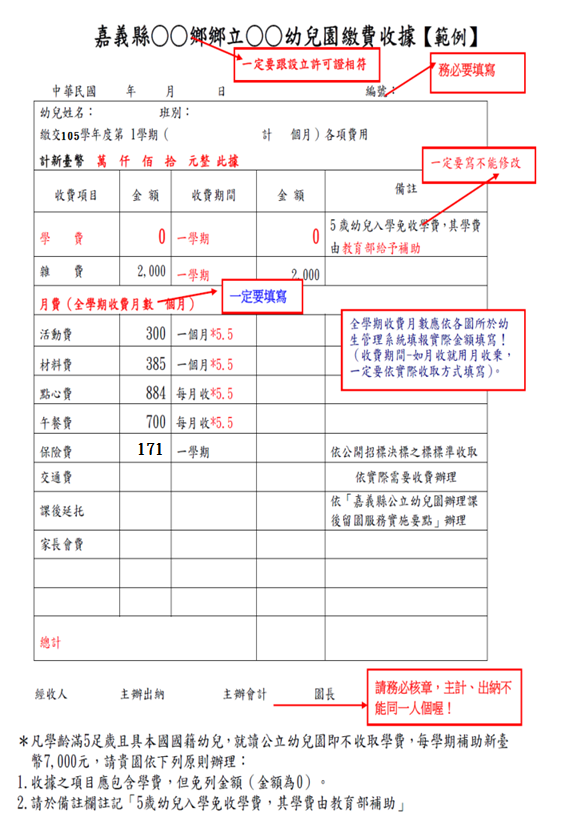 嘉義縣○○鄉鄉立○○幼兒園繳費收據【範例】
一定要跟設立許可證相符
務必要填寫
中華民國 年 月 日 編號：
幼兒姓名： 班別：
繳交105學年度第 1學期（ 計 個月）各項費用
計新臺幣 萬 仟 佰 拾 元整 此據
一定要寫不能修改
收費項目 金 額 收費期間 金 額 備註
學 費 0 一學期 0 5歲幼兒入學免收學費，其學費
由教育部給予補助
雜 費 2,000 一學期 2,000
月費（全學期收費月數 個月）
一定要填寫
活動費 300 一個月*5.5
材料費 385 一個月*5.5
點心費 884 每月收*5.5
午餐費 700 每月收*5.5
全學期收費月數應依各園所於幼
生管理系統填報實際金額填寫！
（收費期間-如月收就用月收乘，
一定要依實際收取方式填寫）。
保險費 171 一學期 依公開招標決標之標標準收取
交通費 依實際需要收費辦理
課後延托 依「嘉義縣公立幼兒園辦理課
後留園服務實施要點」辦理
家長會費
總計
經收人 主辦出納 主辦會計 園長
請務必核章，主計、出納不
能同一人個喔！
＊凡學齡滿5足歲且具本國國籍幼兒，就讀公立幼兒園即不收取學費，每學期補助新臺
幣7,000元，請貴園依下列原則辦理：
1.收據之項目應包含學費，但免列金額（金額為0）。
2.請於備註欄註記「5歲幼兒入學免收學費，其學費由教育部補助」